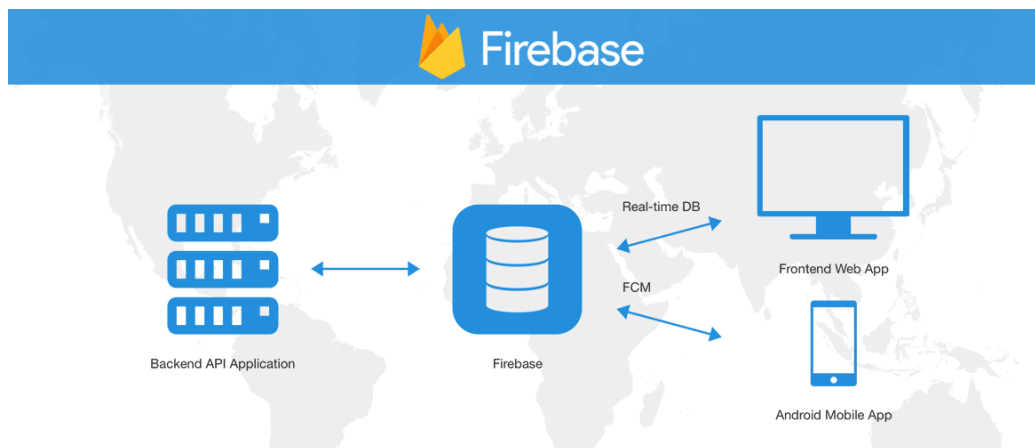 Firebase
Real-time DB
Frontend Web App
FCM
Backend API Application
Firebase
Android Mobile App